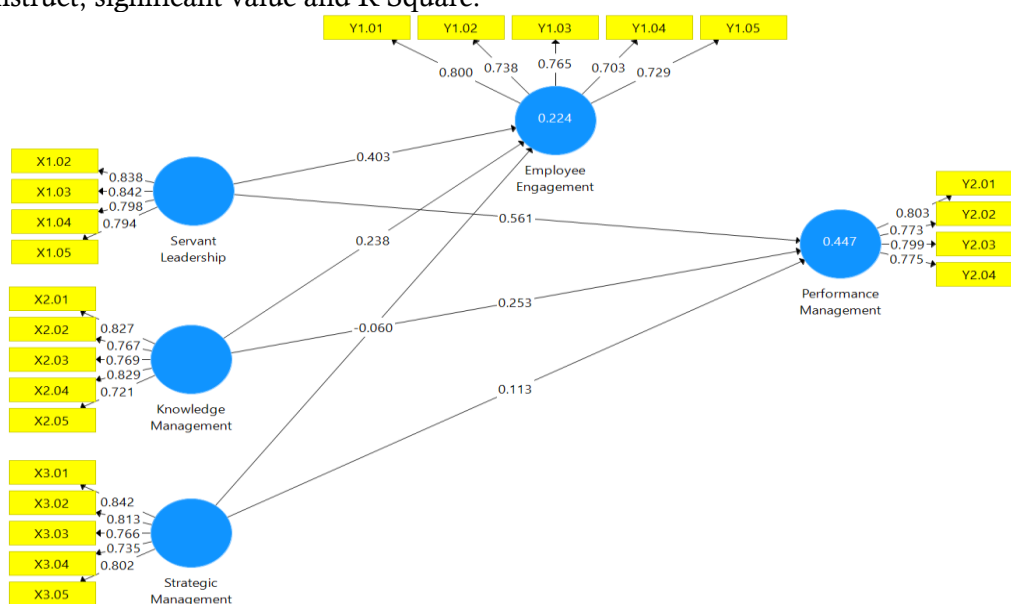 nstruct, significant value and R Square.
Y1.01 Y1.02 Y1.03 Y1.04 Y1.05
0.800 0.738 0.765 0.703 0.729
0.224
Employee
Engagement
X1.02
X1.03
X1.04
X1.05
0.838
0.842
0.798
0.794
Servant
Leadership
0.403
0.561
Y2.01
Y2.02
Y2.03
Y2.04
0.803
0.773
0.799
0.775
0.447
Performance
Management
0.238
0.253
-0.060
0.113
X2.01
X2.02
X2.03
X2.04
X2.05
0.827
0.767
0.769
0.829
0.721
Knowledge
Management
X3.01
X3.02
X3.03
X3.04
X3.05
0.842
0.813
0.766
0.735
0.802
Strategic
Management